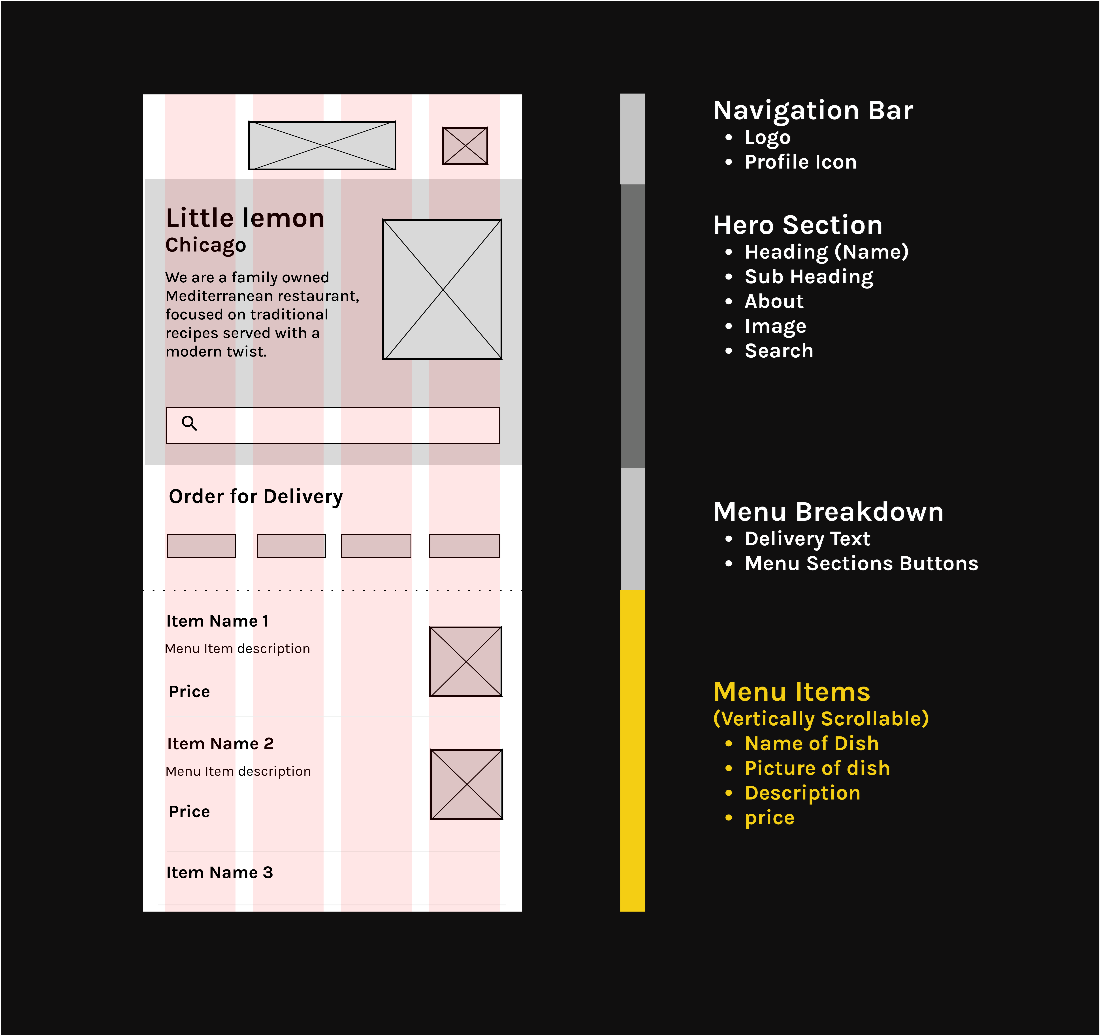 Little lemon
Chicago
We are a family owned
Mediterranean restaurant,
focused on traditional
recipes served with a
modern twist.
Order for Delivery
Item Name 1
Menu Item description
Price
Item Name 2
Menu Item description
Price
Item Name 3
Navigation Bar
• Logo
• Profile Icon
Hero Section
• Heading (Name)
• Sub Heading
• About
• Image
• Search
Menu Breakdown
• Delivery Text
• Menu Sections Buttons
Menu Items
(Vertically Scrollable)
• Name of Dish
• Picture of dish
• Description
• price